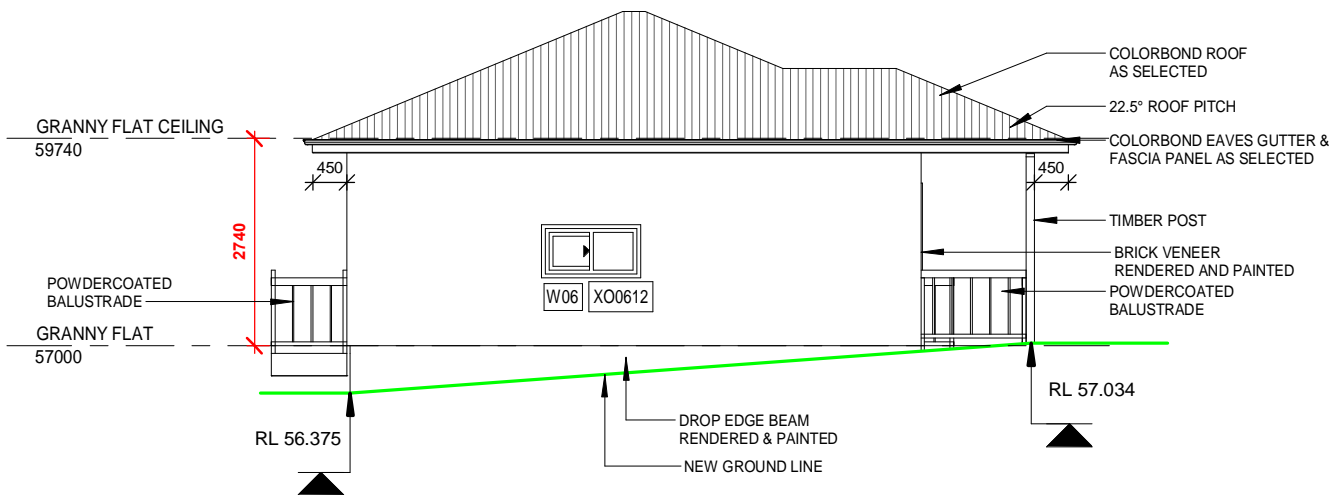 COLORBOND ROOF
AS SELECTED
22.5° ROOF PITCH
GRANNY FLAT CEILING
59740
COLORBOND EAVES GUTTER &
FASCIA PANEL AS SELECTED
450
450
2740
TIMBER POST
BRICK VENEER
RENDERED AND PAINTED
POWDERCOATED
BALUSTRADE
POWDERCOATED
BALUSTRADE
W06
XO0612
GRANNY FLAT
57000
RL 57.034
RL 56.375
DROP EDGE BEAM
RENDERED & PAINTED
NEW GROUND LINE